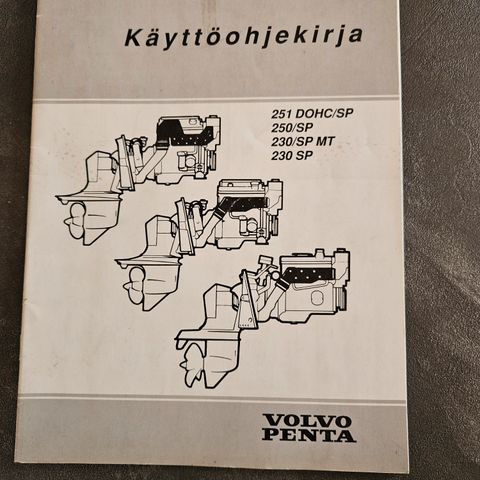 Käyttöohjekirja
251 DOHC/SP
250/SP
230/SP MT
230 SP
VOLVO
PENTA